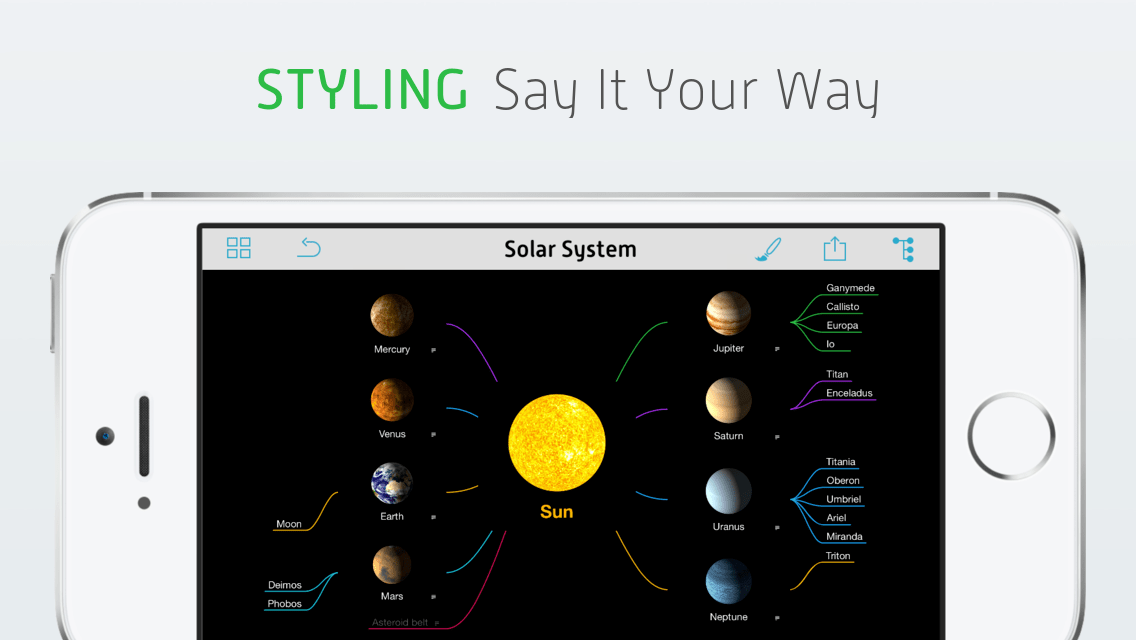 STYLING Say It Your Way
Solar System
Mercury
Venus
Earth
Moon
Mars
Deimos
Phobos
Asteroid belt
Sun
Jupiter
Ganymede
Callisto
Europa
Io
Saturn
Titan
Enceladus
Uranus
Titania
Oberon
Umbriel
Ariel
Miranda
Neptune
Triton